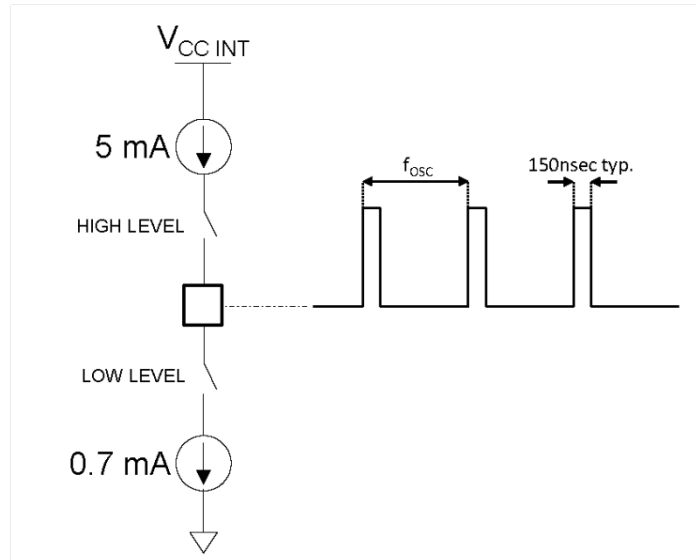 VCC INT
5 mA
fOSC
150nsec typ.
HIGH LEVEL
LOW LEVEL
0.7 mA